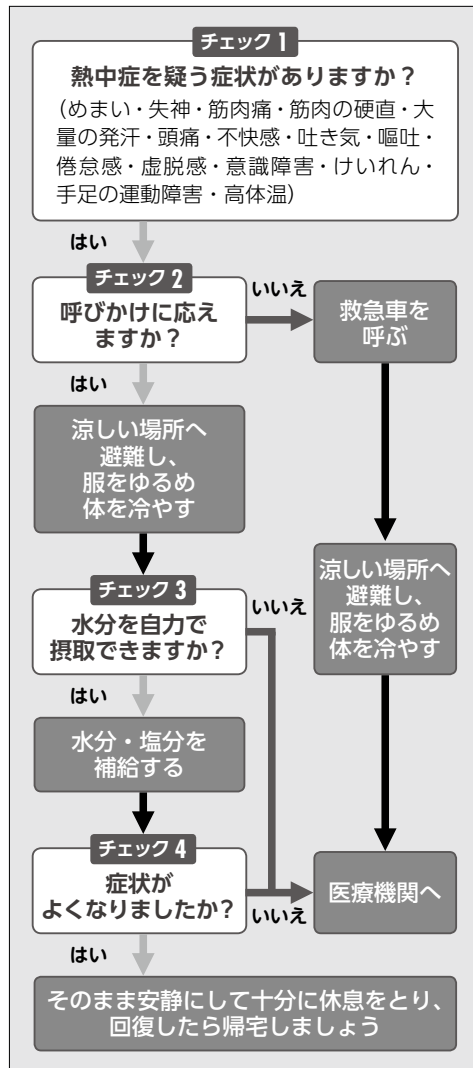 チェック 1
熱中症を疑う症状がありますか？
（めまい・失神・筋肉痛・筋肉の硬直・大
量の発汗・頭痛・不快感・吐き気・嘔吐・
倦怠感・虚脱感・意識障害・けいれん・
手足の運動障害・高体温）
はい
チェック 2
呼びかけに応え
ますか？
いいえ
救急車を
呼ぶ
はい
涼しい場所へ
避難し、
服をゆるめ
体を冷やす
涼しい場所へ
避難し、
服をゆるめ
体を冷やす
チェック 3
水分を自力で
摂取できますか？
いいえ
はい
水分・塩分を
補給する
チェック 4
症状が
よくなりましたか？
いいえ
医療機関へ
はい
そのまま安静にして十分に休息をとり、
回復したら帰宅しましょう